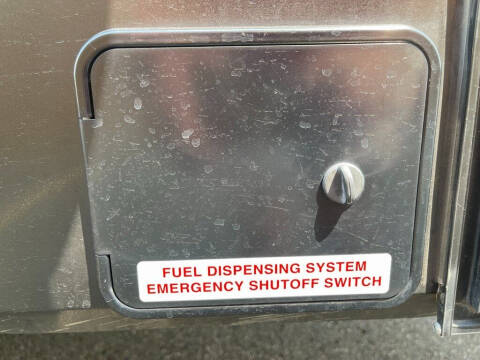 FUEL DISPENSING SYSTEM
EMERGENCY SHUTOFF SWITCH